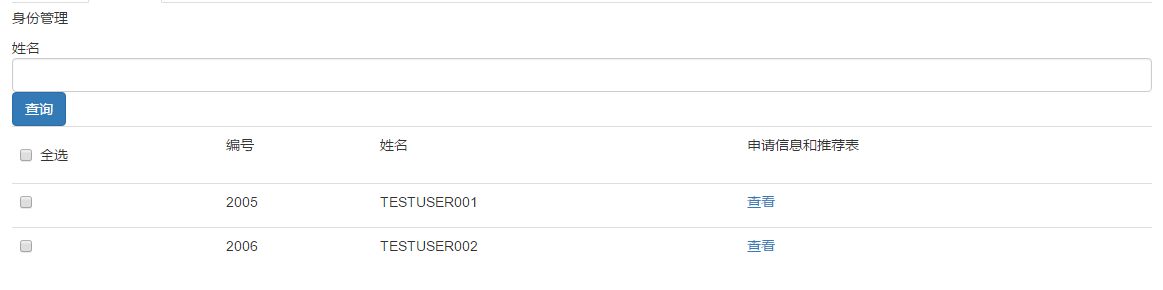 身份管理
姓名
查询
全选 编号 姓名 申请信息和推荐表
2005 TESTUSER001 查看
2006 TESTUSER002 查看